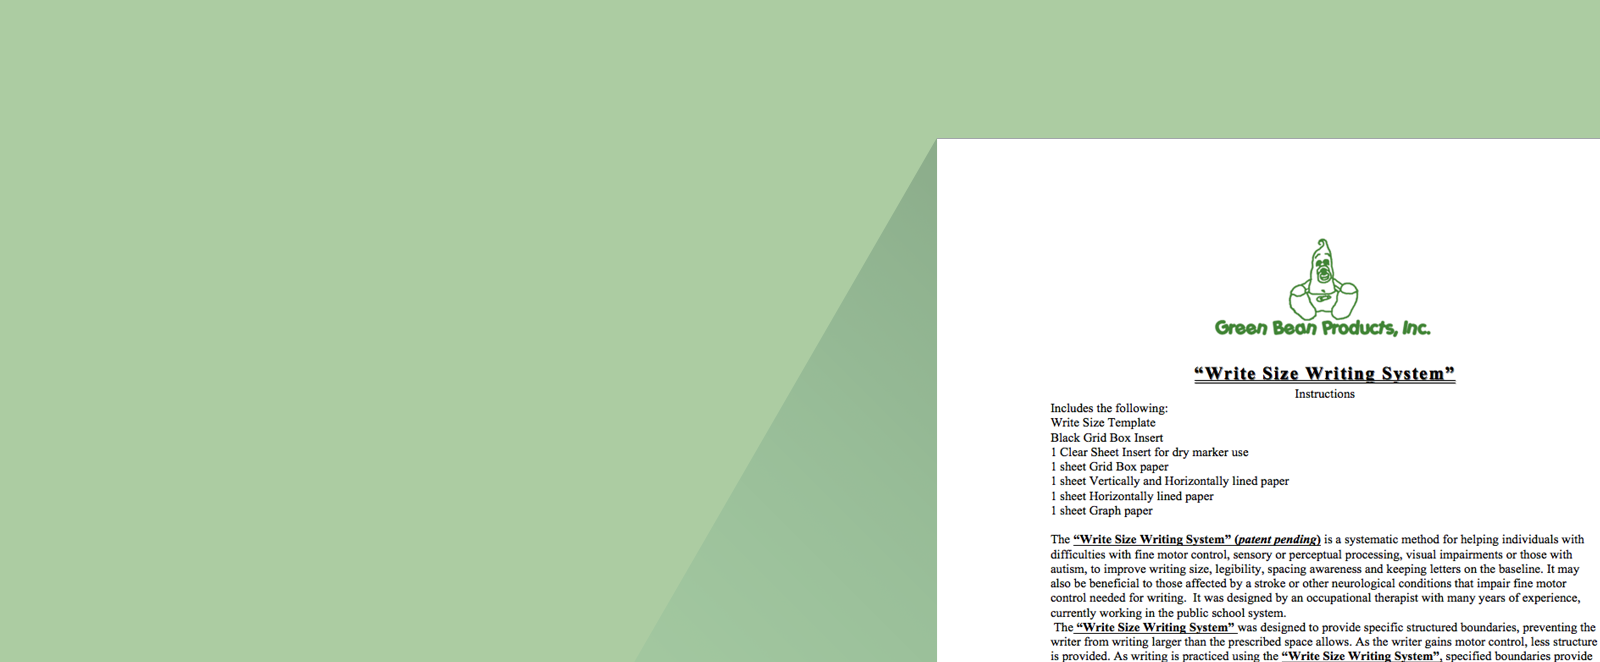 Green Bean Products, Inc.
“Write Size Writing System”
Instructions
Includes the following:
Write Size Template
Black Grid Box Insert
1 Clear Sheet Insert for dry marker use
1 sheet Grid Box paper
1 sheet Vertically and Horizontally lined paper
1 sheet Horizontally lined paper
1 sheet Graph paper
The “Write Size Writing System” (patent pending) is a systematic method for helping individuals with
difficulties with fine motor control, sensory or perceptual processing, visual impairments or those with
autism, to improve writing size, legibility, spacing awareness and keeping letters on the baseline. It may
also be beneficial to those affected by a stroke or other neurological conditions that impair fine motor
control needed for writing.  It was designed by an occupational therapist with many years of experience,
currently working in the public school system.
The “Write Size Writing System” was designed to provide specific structured boundaries, preventing the
writer from writing larger than the prescribed space allows. As the writer gains motor control, less structure
is provided. As writing is practiced using the “Write Size Writing System”, specified boundaries provide